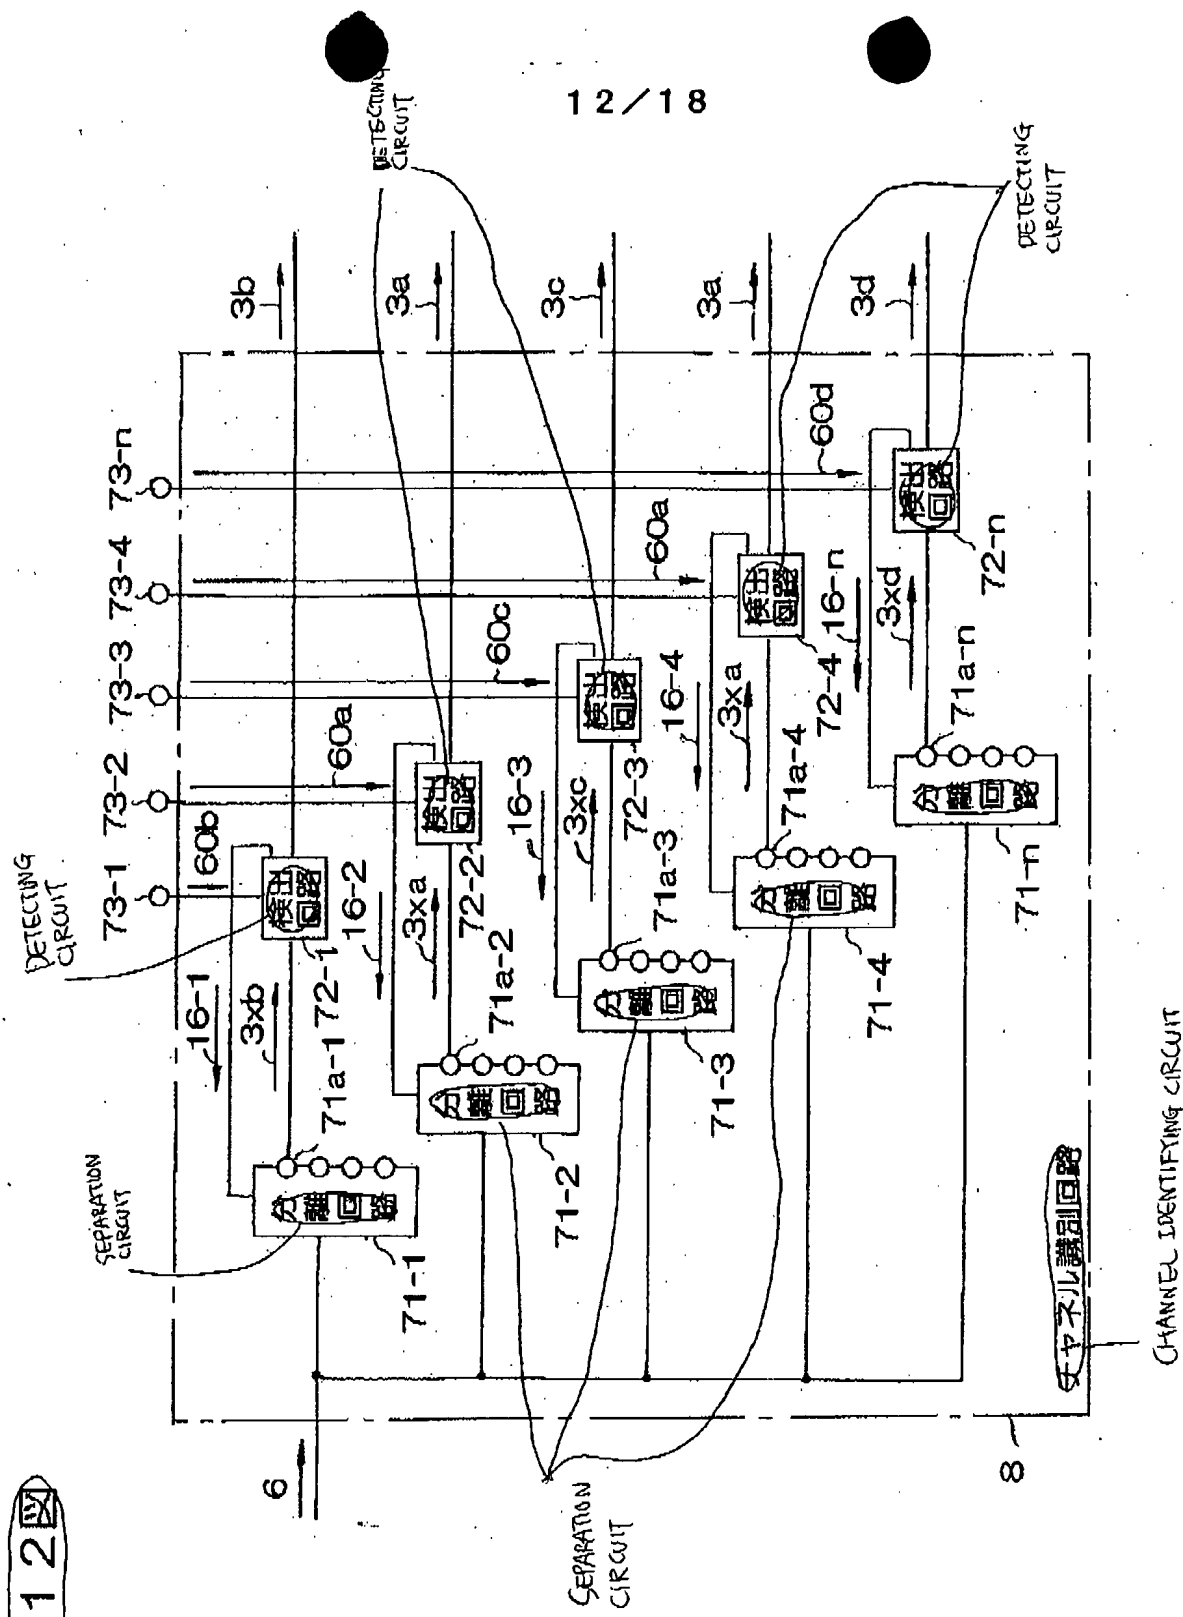 12/18
12図
DETECTING
CIRCUIT
DETECTING
CIRCUIT
DETECTING
CIRCUIT
SEPARATION
CIRCUIT
SEPARATION
CIRCUIT
CHANNEL IDENTIFYING CIRCUIT
チャネル識別回路
8
6
73-1
73-2
73-3
73-4
73-n
60b
60a
60c
60a
60d
3b
3a
3c
3a
3d
検出
回路
72-1
検出
回路
72-2
検出
回路
72-3
検出
回路
72-4
検出
回路
72-n
16-1
16-2
16-3
16-4
16-n
3xb
3xa
3xc
3xa
3xd
71a-1
71a-2
71a-3
71a-4
71a-n
分離回路
71-1
分離回路
71-2
分離回路
71-3
分離回路
71-4
分離回路
71-n